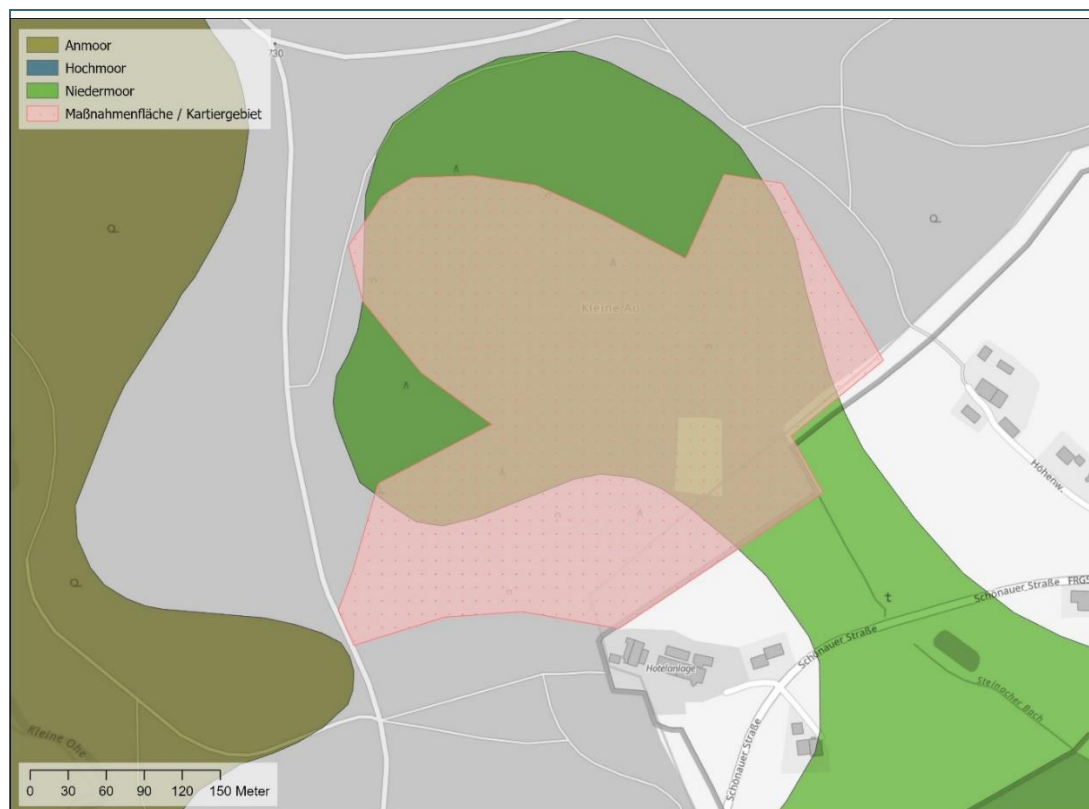 Anmoor
730
Hochmoor
Niedermoor
Maßnahmenfläche / Kartiergebiet
Kleine Au
Höhenw.
Schönauer Straße FRG5
Schönauer Straße
Hotelanlage
Steinacher Bach
Schönauer Straße
Kleine Ohe
0 30 60 90 120 150 Meter